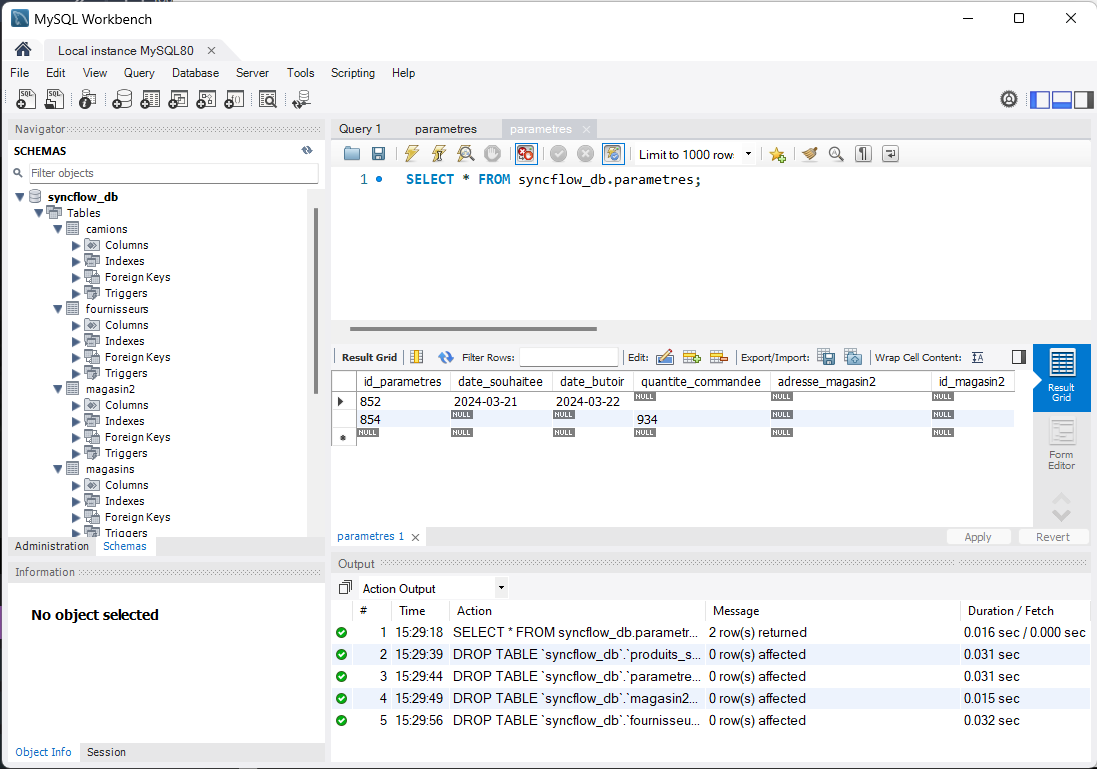 MySQL Workbench
Local instance MySQL80
File Edit View Query Database Server Tools Scripting Help
Navigator
SCHEMAS
Filter objects
syncflow_db
Tables
camions
Columns
Indexes
Foreign Keys
Triggers
fournisseurs
Columns
Indexes
Foreign Keys
Triggers
magasin2
Columns
Indexes
Foreign Keys
Triggers
magasins
Columns
Indexes
Foreign Keys
Triggers
Administration Schemas
Information
No object selected
Object Info Session
Query 1 parametres parametres
Limit to 1000 rows
1 SELECT * FROM syncflow_db.parametres;
Result Grid Filter Rows: Edit: Export/Import: Wrap Cell Content:
id_parametres date_souhaitee date_butoir quantite_commandee adresse_magasin2 id_magasin2
852 2024-03-21 2024-03-22 NULL NULL NULL
854 NULL NULL 934 NULL NULL
NULL NULL NULL NULL NULL NULL
Result Grid
Form Editor
parametres 1 Apply Revert
Output
Action Output
# Time Action Message Duration / Fetch
1 15:29:18 SELECT * FROM syncflow_db.parametr... 2 row(s) returned 0.016 sec / 0.000 sec
2 15:29:39 DROP TABLE `syncflow_db`.`produits_s... 0 row(s) affected 0.031 sec
3 15:29:44 DROP TABLE `syncflow_db`.`parametre... 0 row(s) affected 0.031 sec
4 15:29:49 DROP TABLE `syncflow_db`.`magasin2... 0 row(s) affected 0.015 sec
5 15:29:56 DROP TABLE `syncflow_db`.`fournisseu... 0 row(s) affected 0.032 sec